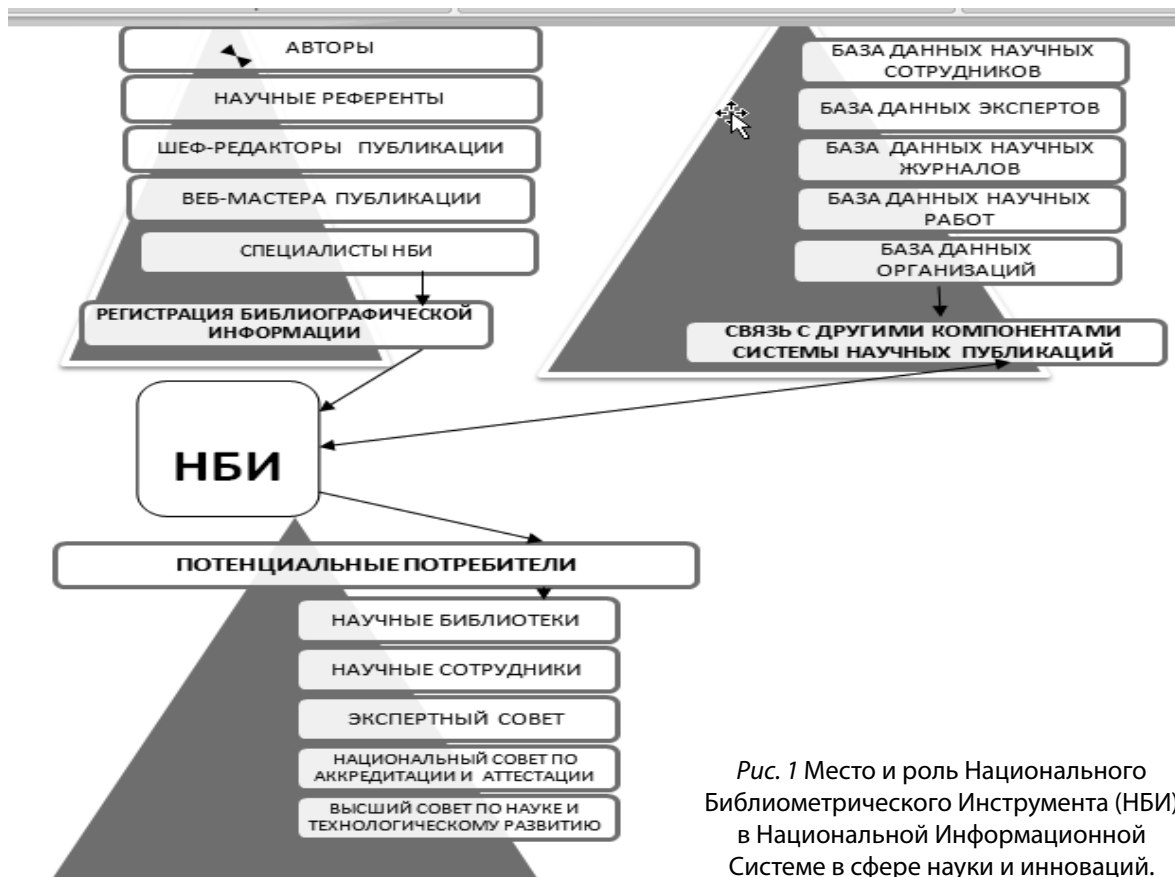 АВТОРЫ
НАУЧНЫЕ РЕФЕРЕНТЫ
ШЕФ-РЕДАКТОРЫ ПУБЛИКАЦИИ
ВЕБ-МАСТЕРА ПУБЛИКАЦИИ
СПЕЦИАЛИСТЫ НБИ
РЕГИСТРАЦИЯ БИБЛИОГРАФИЧЕСКОЙ
ИНФОРМАЦИИ
БАЗА ДАННЫХ НАУЧНЫХ
СОТРУДНИКОВ
БАЗА ДАННЫХ ЭКСПЕРТОВ
БАЗА ДАННЫХ НАУЧНЫХ
ЖУРНАЛОВ
БАЗА ДАННЫХ НАУЧНЫХ
РАБОТ
БАЗА ДАННЫХ
ОРГАНИЗАЦИЙ
СВЯЗЬ С ДРУГИМИ КОМПОНЕНТАМИ
СИСТЕМЫ НАУЧНЫХ ПУБЛИКАЦИЙ
НБИ
ПОТЕНЦИАЛЬНЫЕ ПОТРЕБИТЕЛИ
НАУЧНЫЕ БИБЛИОТЕКИ
НАУЧНЫЕ СОТРУДНИКИ
ЭКСПЕРТНЫЙ СОВЕТ
НАЦИОНАЛЬНЫЙ СОВЕТ ПО
АККРЕДИТАЦИИ И АТТЕСТАЦИИ
ВЫСШИЙ СОВЕТ ПО НАУКЕ И
ТЕХНОЛОГИЧЕСКОМУ РАЗВИТИЮ
Рис. 1 Место и роль Национального
Библиометрического Инструмента (НБИ)
в Национальной Информационной
Системе в сфере науки и инноваций.